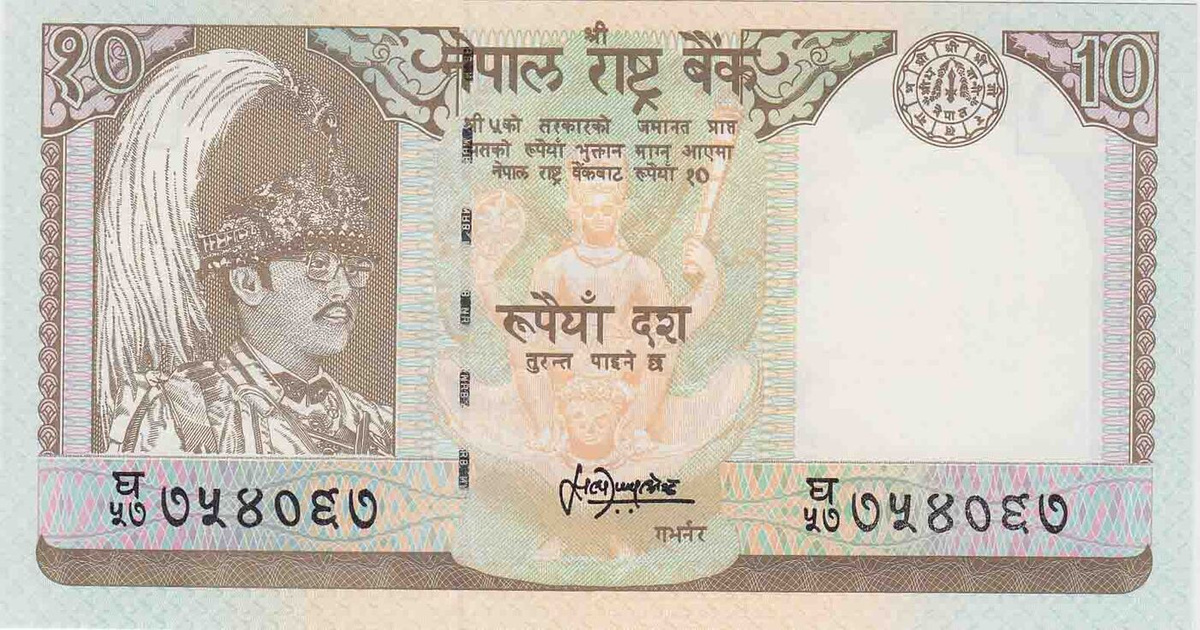 १०
श्री
नेपाल राष्ट्र बैंक
10
श्री ५को सरकारको जमानत प्राप्त
यसको रूपैयाँ भुक्तान माग्न आएमा
नेपाल राष्ट्र बैंकबाट रूपैयाँ १०
रूपैयाँ दश
तुरन्त पाइने छ
गभर्नर
घ
५७ ७५४०६७
घ
५७ ७५४०६७